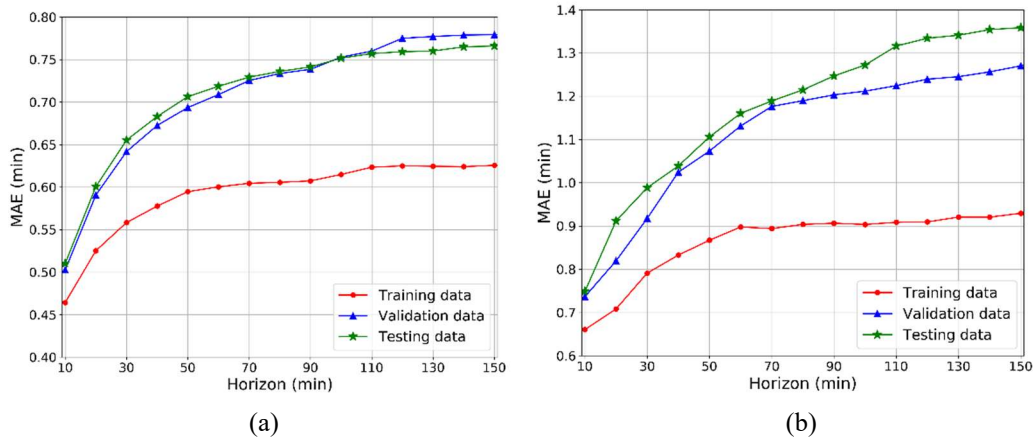 0.80
0.75
0.70
0.65
0.60
0.55
0.50
0.45
0.40
MAE (min)
10 30 50 70 90 110 130 150
Horizon (min)
Training data
Validation data
Testing data
(a)
1.4
1.3
1.2
1.1
1.0
0.9
0.8
0.7
0.6
MAE (min)
10 30 50 70 90 110 130 150
Horizon (min)
Training data
Validation data
Testing data
(b)